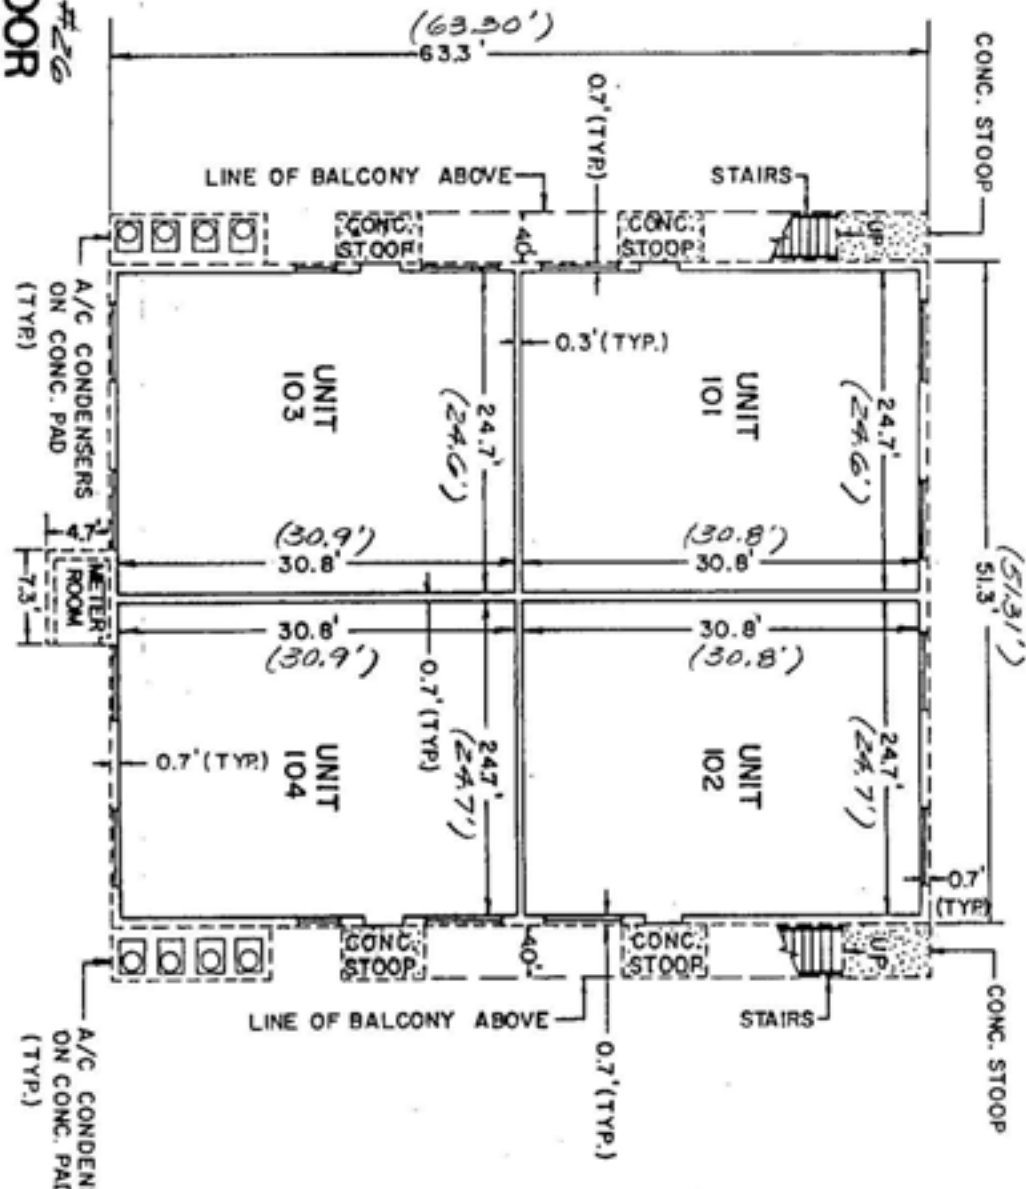 #26
OOR
(63.30')
63.3'
CONC. STOOP
0.7' (TYP.)
LINE OF BALCONY ABOVE
STAIRS
CONC.
STOOP
4.0'
CONC.
STOOP
UP
A/C CONDENSERS
ON CONC. PAD
(TYP.)
0.3' (TYP.)
UNIT
103
24.7'
(24.6')
UNIT
101
24.7'
(24.6')
(51.31')
51.3'
(30.9')
30.8'
(30.8')
30.8'
4.7'
7.3'
METER
ROOM
30.8'
(30.9')
30.8'
(30.8')
0.7' (TYP.)
0.7' (TYP.)
UNIT
104
24.7'
(24.7')
UNIT
102
24.7'
(24.7')
0.7'
(TYP.)
CONC.
STOOP
4.0'
CONC.
STOOP
UP
LINE OF BALCONY ABOVE
STAIRS
CONC. STOOP
0.7' (TYP.)
A/C CONDEN
ON CONC. PAD
(TYP.)